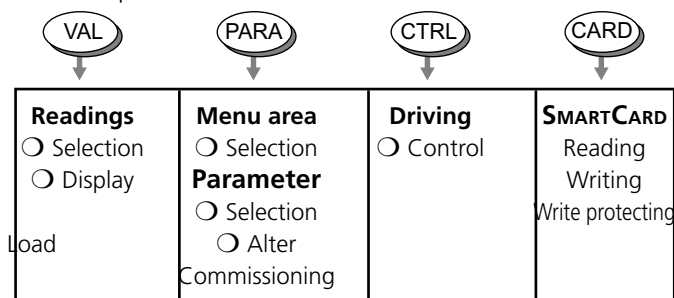 VAL PARA CTRL CARD
Readings
❍ Selection
❍ Display
Load
Menu area
❍ Selection
Parameter
❍ Selection
❍ Alter
Commissioning
Driving
❍ Control
SMARTCARD
Reading
Writing
Write protecting